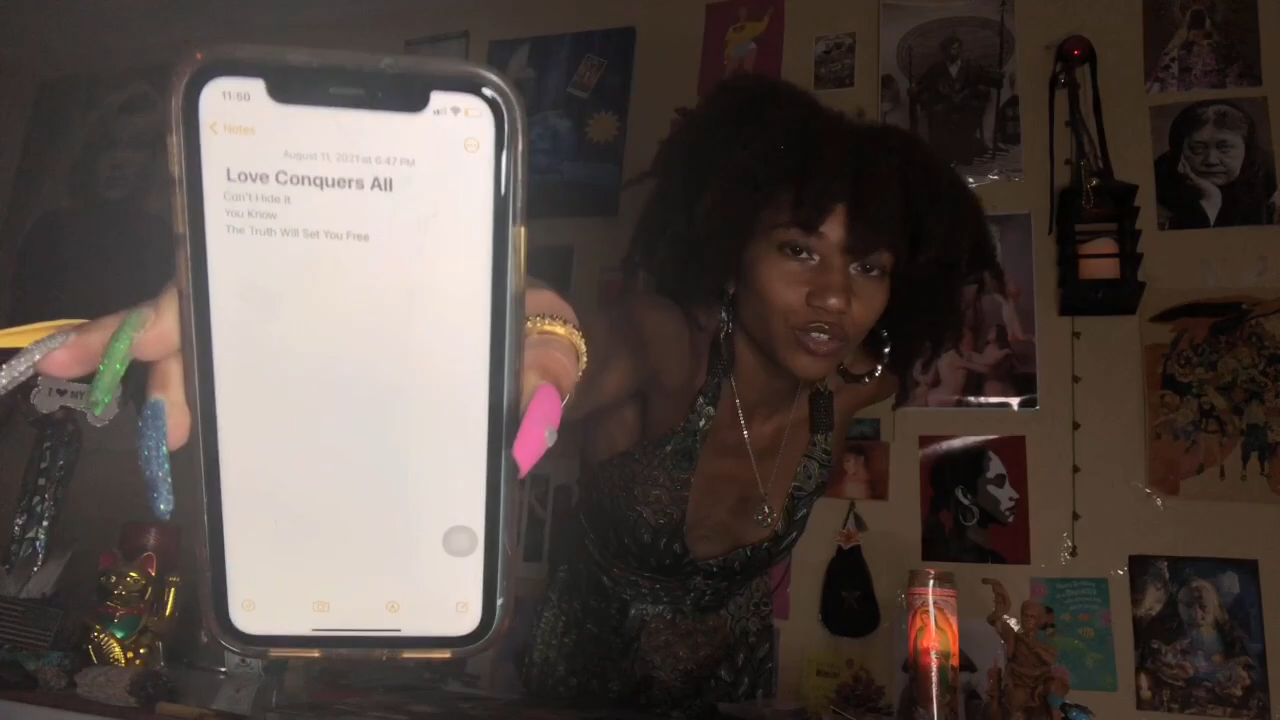 11:50
Notes
August 11, 2021 at 6:47 PM
Love Conquers All
Can't Hide It
You Know
The Truth Will Set You Free
I ❤ MY